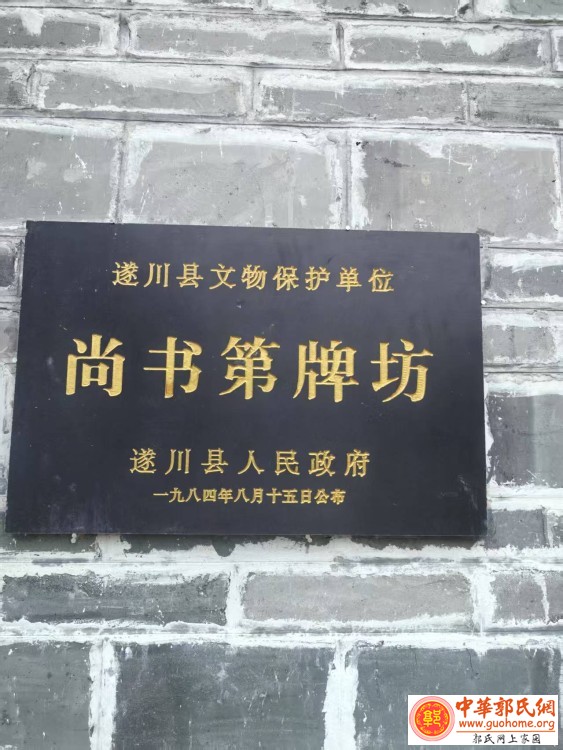 遂川县文物保护单位
尚书第牌坊
遂川县人民政府
一九八四年八月十五日公布
郭
中華郭氏網
www.guohome.org
郭氏网上家园